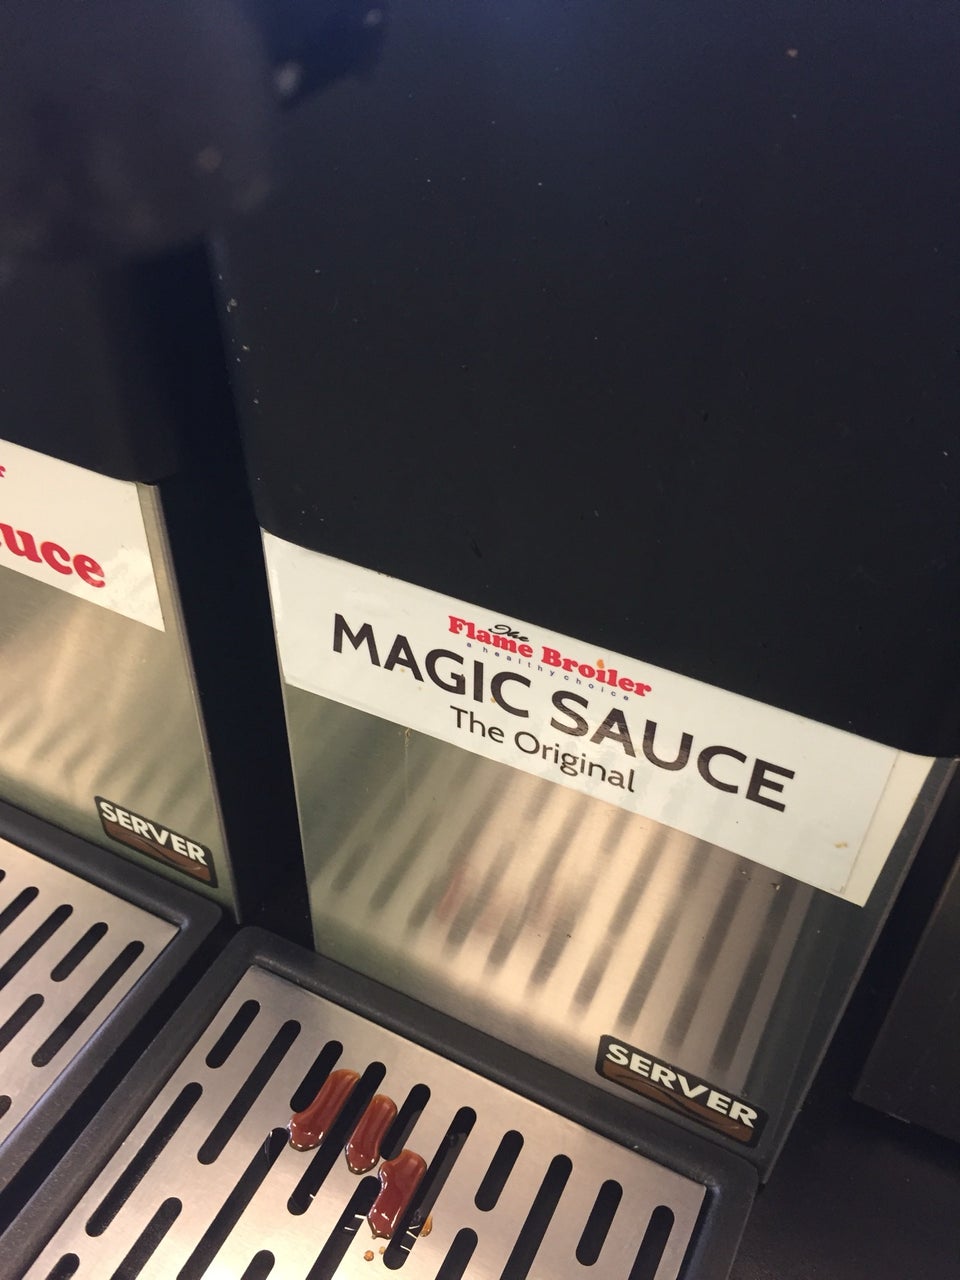 uce
SERVER
The
Flame Broiler
a healthy choice
MAGIC SAUCE
The Original
SERVER